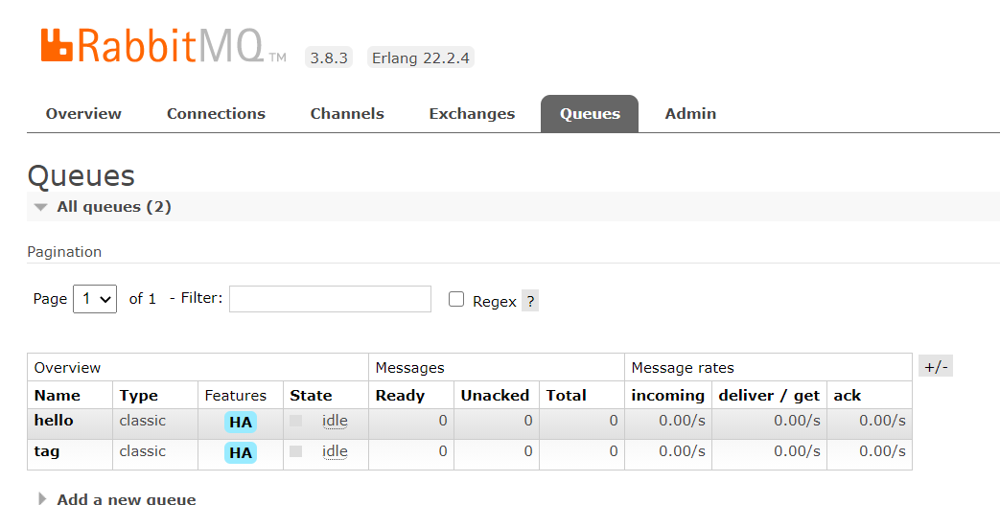 RabbitMQ TM 3.8.3 Erlang 22.2.4
Overview Connections Channels Exchanges Queues Admin
Queues
All queues (2)
Pagination
Page 1 of 1 - Filter: Regex ?
Overview Messages Message rates +/-
Name Type Features State Ready Unacked Total incoming deliver / get ack
hello classic HA idle 0 0 0 0.00/s 0.00/s 0.00/s
tag classic HA idle 0 0 0 0.00/s 0.00/s 0.00/s
Add a new queue